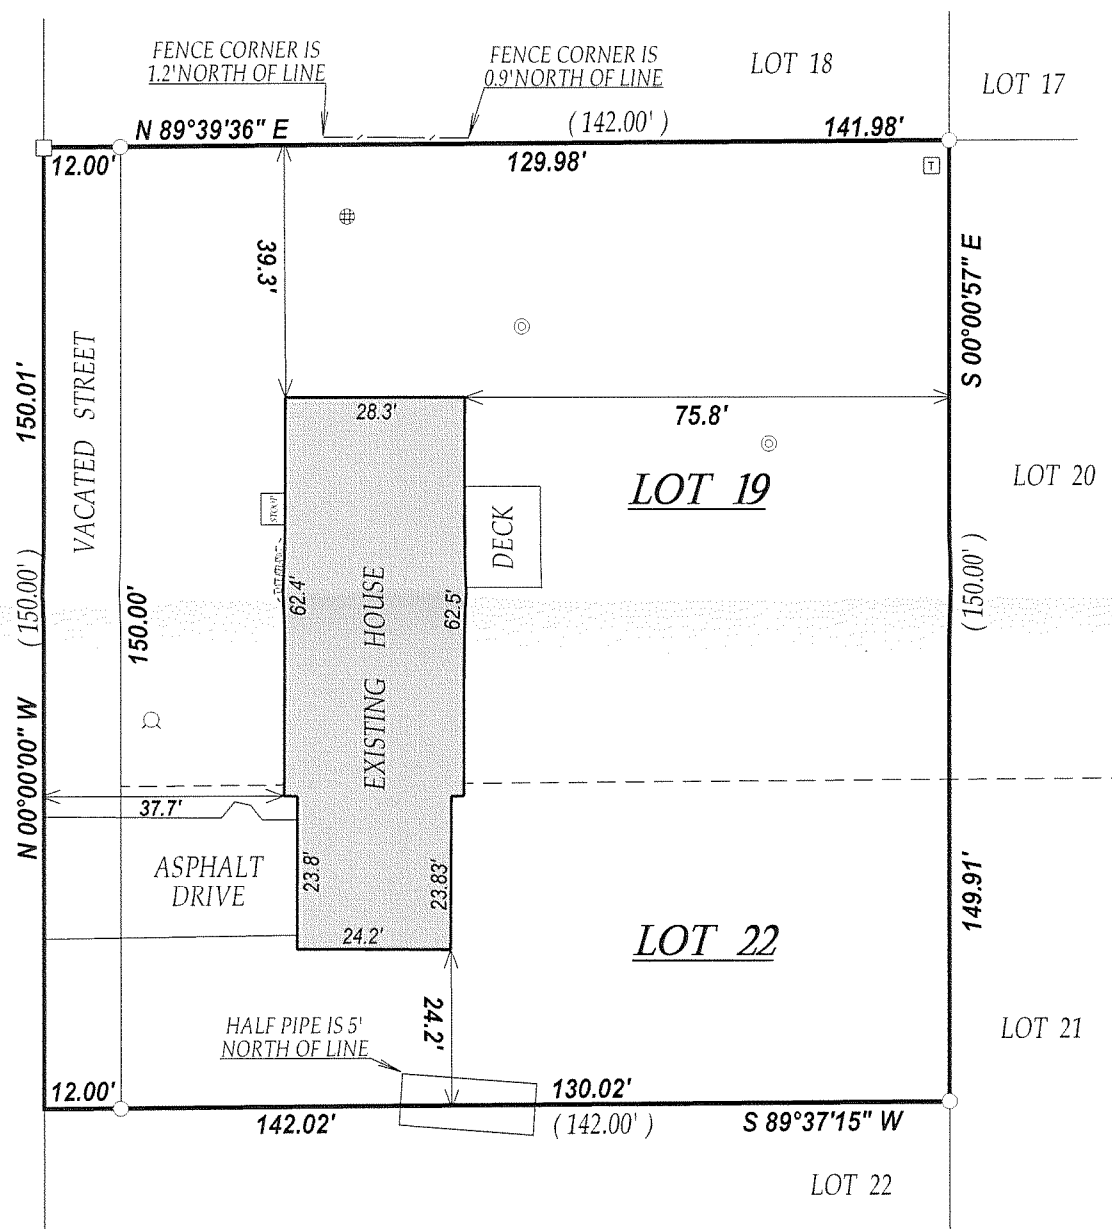 FENCE CORNER IS
1.2' NORTH OF LINE
FENCE CORNER IS
0.9' NORTH OF LINE
LOT 18
LOT 17
N 89°39'36" E
( 142.00' )
141.98'
12.00'
129.98'
T
39.3'
S 00°00'57" E
150.01'
VACATED STREET
28.3'
75.8'
LOT 19
LOT 20
STOOP
DECK
( 150.00' )
150.00'
62.4'
EXISTING HOUSE
62.5'
( 150.00' )
N 00°00'00" W
37.7'
ASPHALT
DRIVE
23.8'
23.83'
149.91'
24.2'
LOT 22
24.2'
HALF PIPE IS 5'
NORTH OF LINE
LOT 21
12.00'
130.02'
142.02'
( 142.00' )
S 89°37'15" W
LOT 22